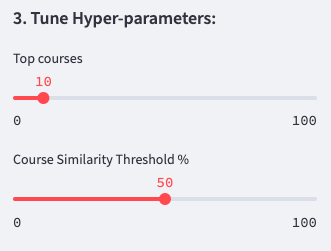 3. Tune Hyper-parameters:
Top courses
10
0 100
Course Similarity Threshold %
50
0 100